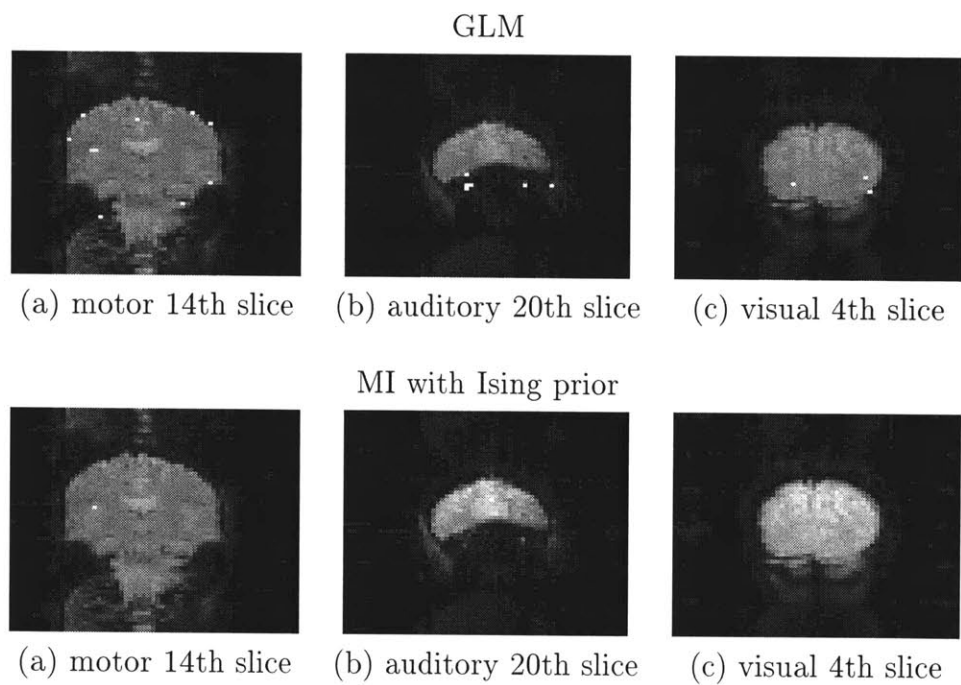 GLM
(a) motor 14th slice
(b) auditory 20th slice
(c) visual 4th slice
MI with Ising prior
(a) motor 14th slice
(b) auditory 20th slice
(c) visual 4th slice